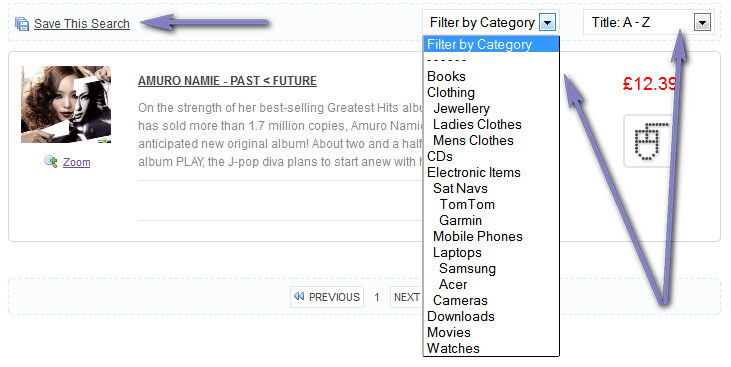 Save This Search
Filter by Category
Title: A - Z
Filter by Category
------
Books
Clothing
Jewellery
Ladies Clothes
Mens Clothes
CDs
Electronic Items
Sat Navs
TomTom
Garmin
Mobile Phones
Laptops
Samsung
Acer
Cameras
Downloads
Movies
Watches
AMURO NAMIE - PAST < FUTURE
On the strength of her best-selling Greatest Hits albu
has sold more than 1.7 million copies, Amuro Namie
anticipated new original album! About two and a half
album PLAY, the J-pop diva plans to start anew with
£12.39
Zoom
PREVIOUS 1 NEXT